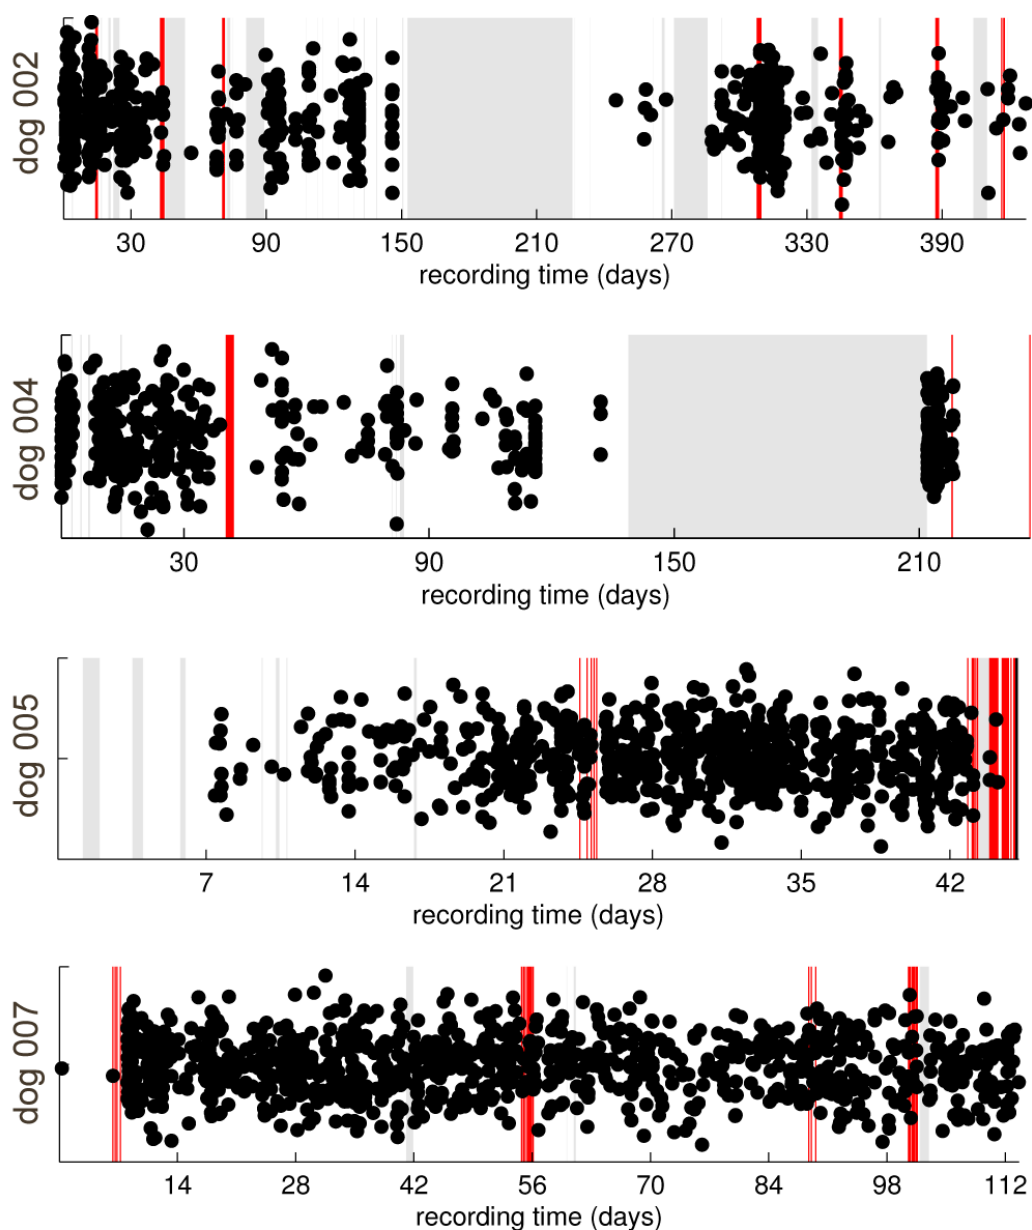 dog 002
30 90 150 210 270 330 390
recording time (days)
dog 004
30 90 150 210
recording time (days)
dog 005
7 14 21 28 35 42
recording time (days)
dog 007
14 28 42 56 70 84 98 112
recording time (days)